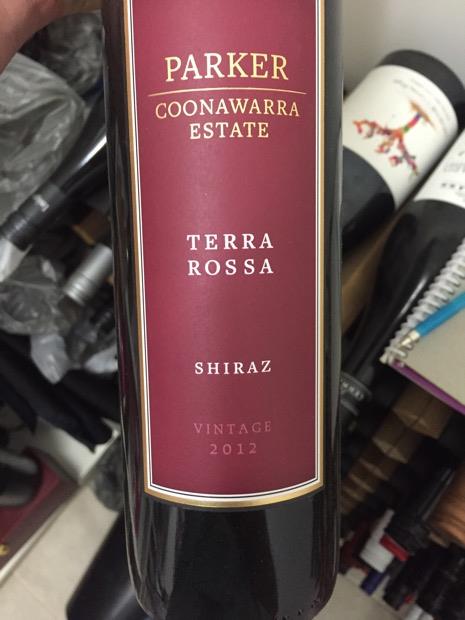 PARKER
COONAWARRA
ESTATE
TERRA
ROSSA
SHIRAZ
VINTAGE
2012